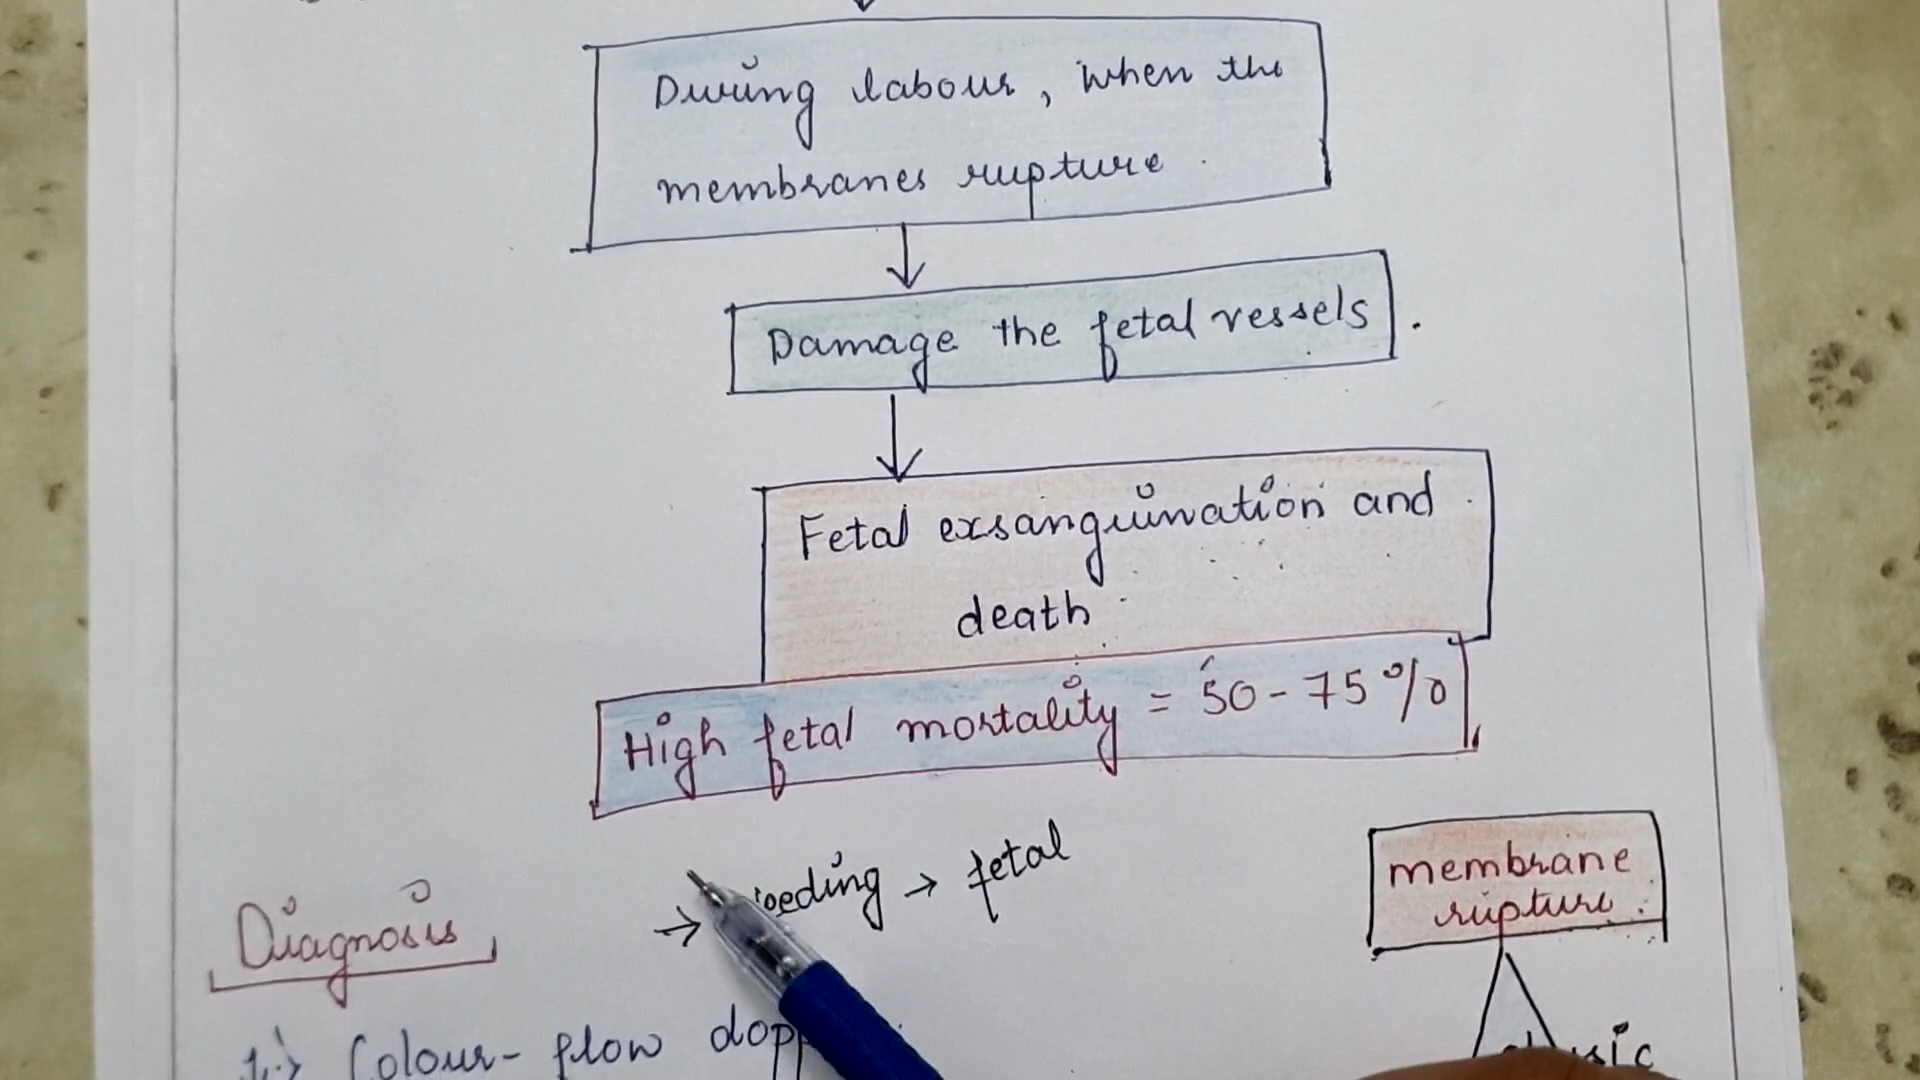 During labour, when the
membranes rupture
Damage the fetal vessels.
Fetal exsanguination and
death
High fetal mortality = 50-75%
→ → fetal
membrane
rupture
Diagnosis
1.) Colour-flow